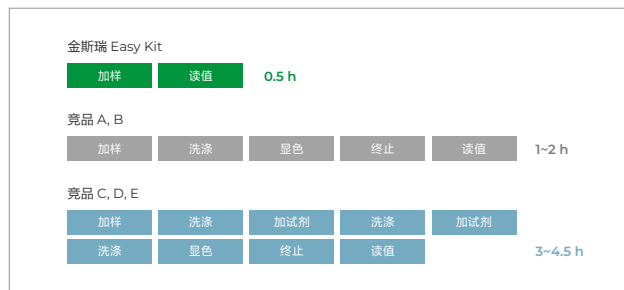 金斯瑞 Easy Kit
加样 读值 0.5 h
竞品 A, B
加样 洗涤 显色 终止 读值 1~2 h
竞品 C, D, E
加样 洗涤 加试剂 洗涤 加试剂
洗涤 显色 终止 读值 3~4.5 h